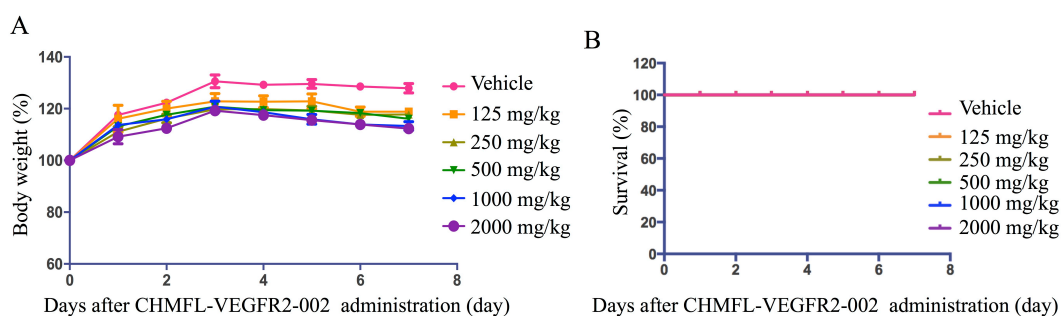 A
140
120
100
80
60
Body weight (%)
0
2
4
6
8
Days after CHMFL-VEGFR2-002 administration (day)
Vehicle
125 mg/kg
250 mg/kg
500 mg/kg
1000 mg/kg
2000 mg/kg
B
120
100
80
60
40
20
0
Survival (%)
0
2
4
6
8
Days after CHMFL-VEGFR2-002 administration (day)
Vehicle
125 mg/kg
250 mg/kg
500 mg/kg
1000 mg/kg
2000 mg/kg